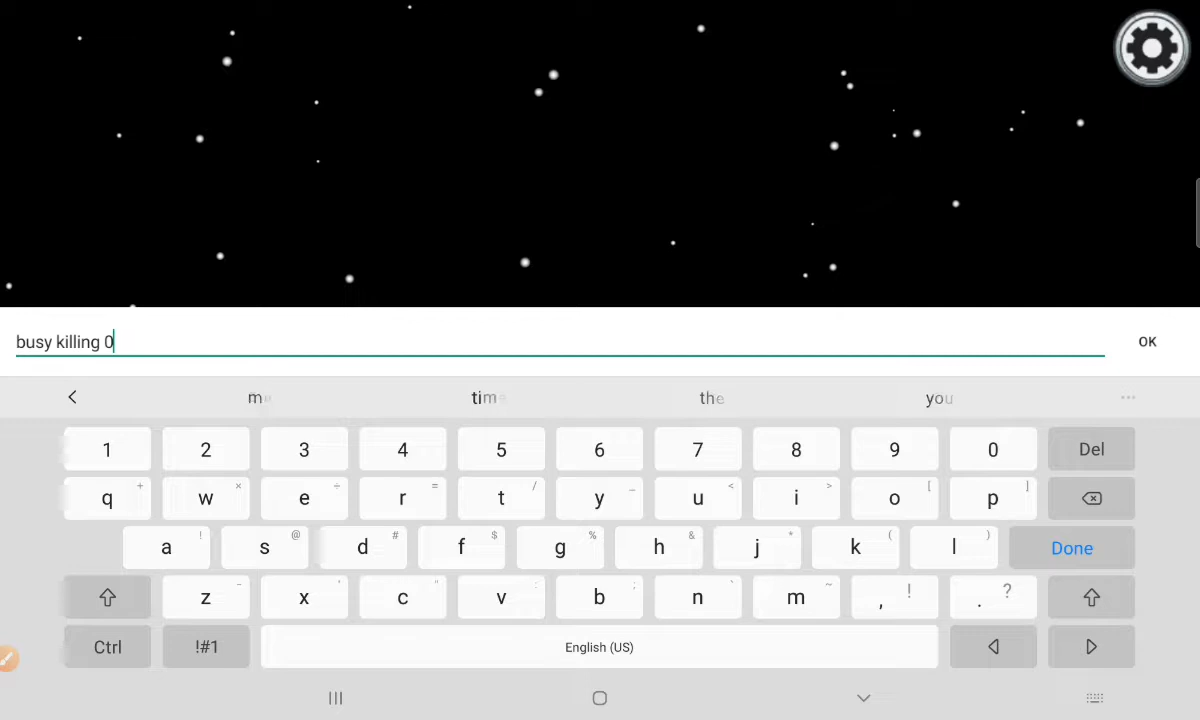 busy killing 0
OK
me time the you
1 2 3 4 5 6 7 8 9 0 Del
q + w × e ÷ r = t / y _ u < i > o [ p ]
a ! s @ d # f $ g % h & j * k ( l ) Done
z - x ' c " v : b ; n ` m ~ , ! . ?
Ctrl !#1 English (US)